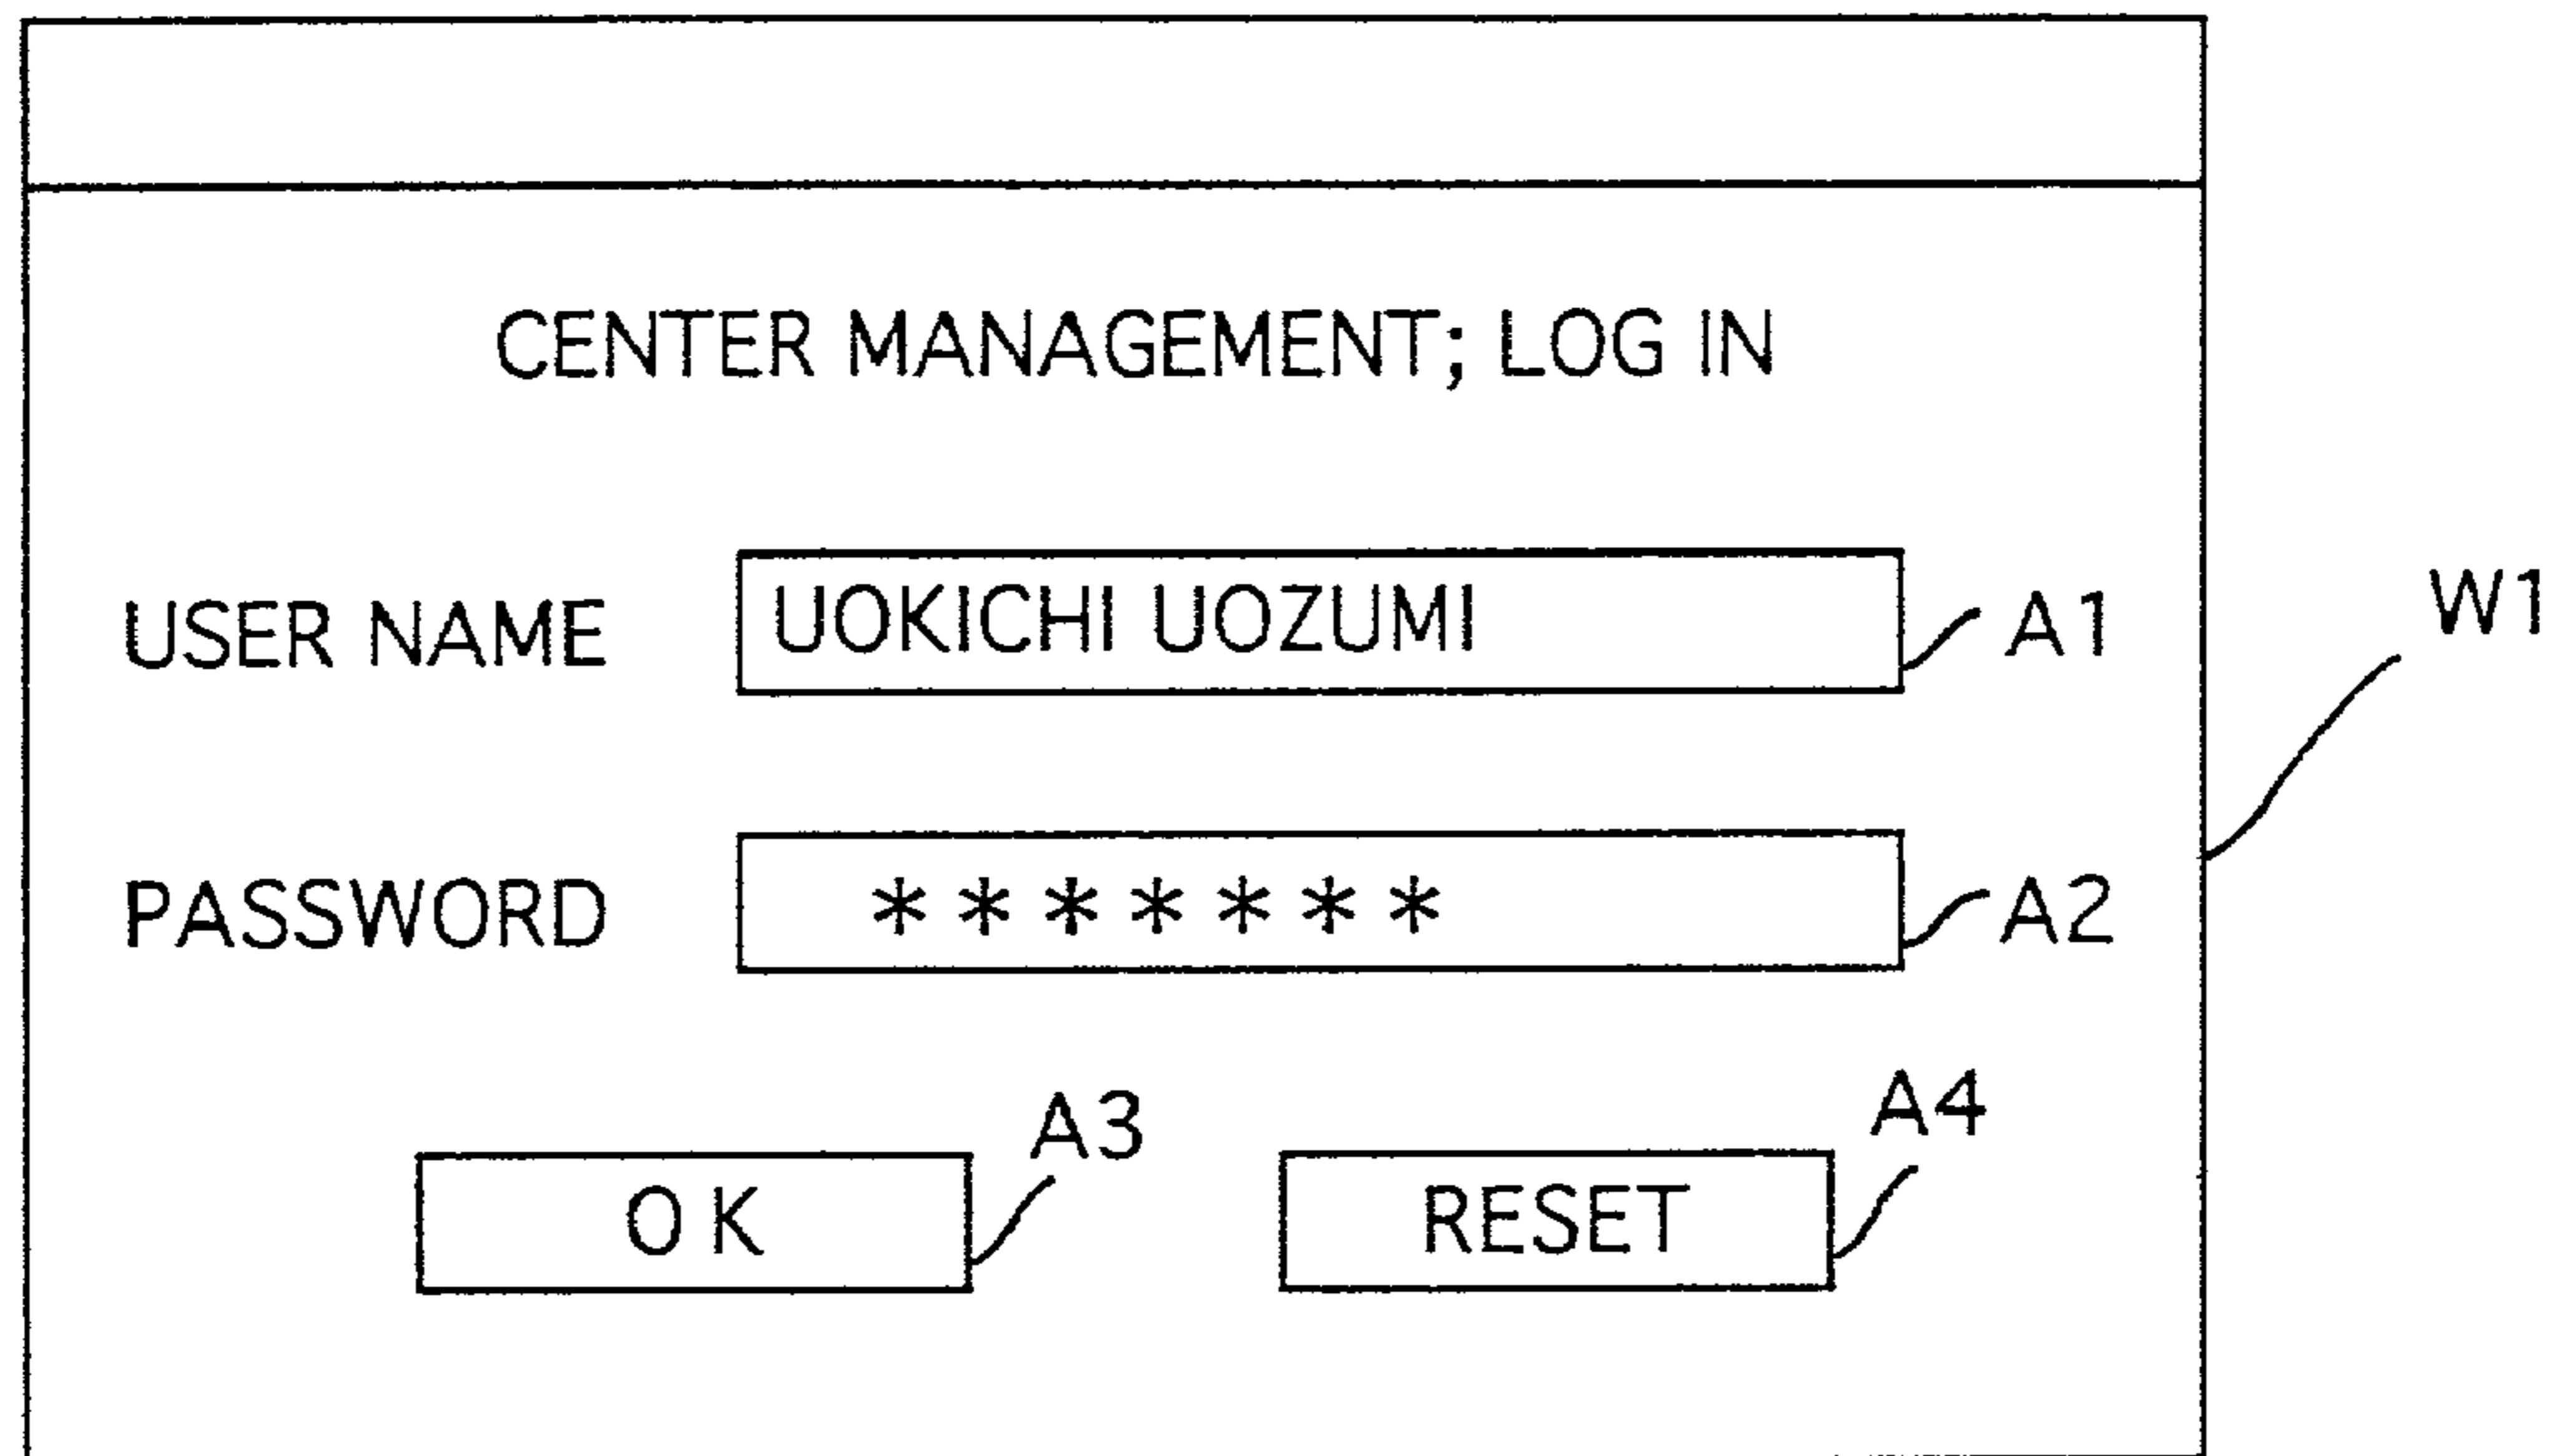 CENTER MANAGEMENT; LOG IN
USER NAME UOKICHI UOZUMI A1
W1
PASSWORD ******* A2
OK A3
RESET A4